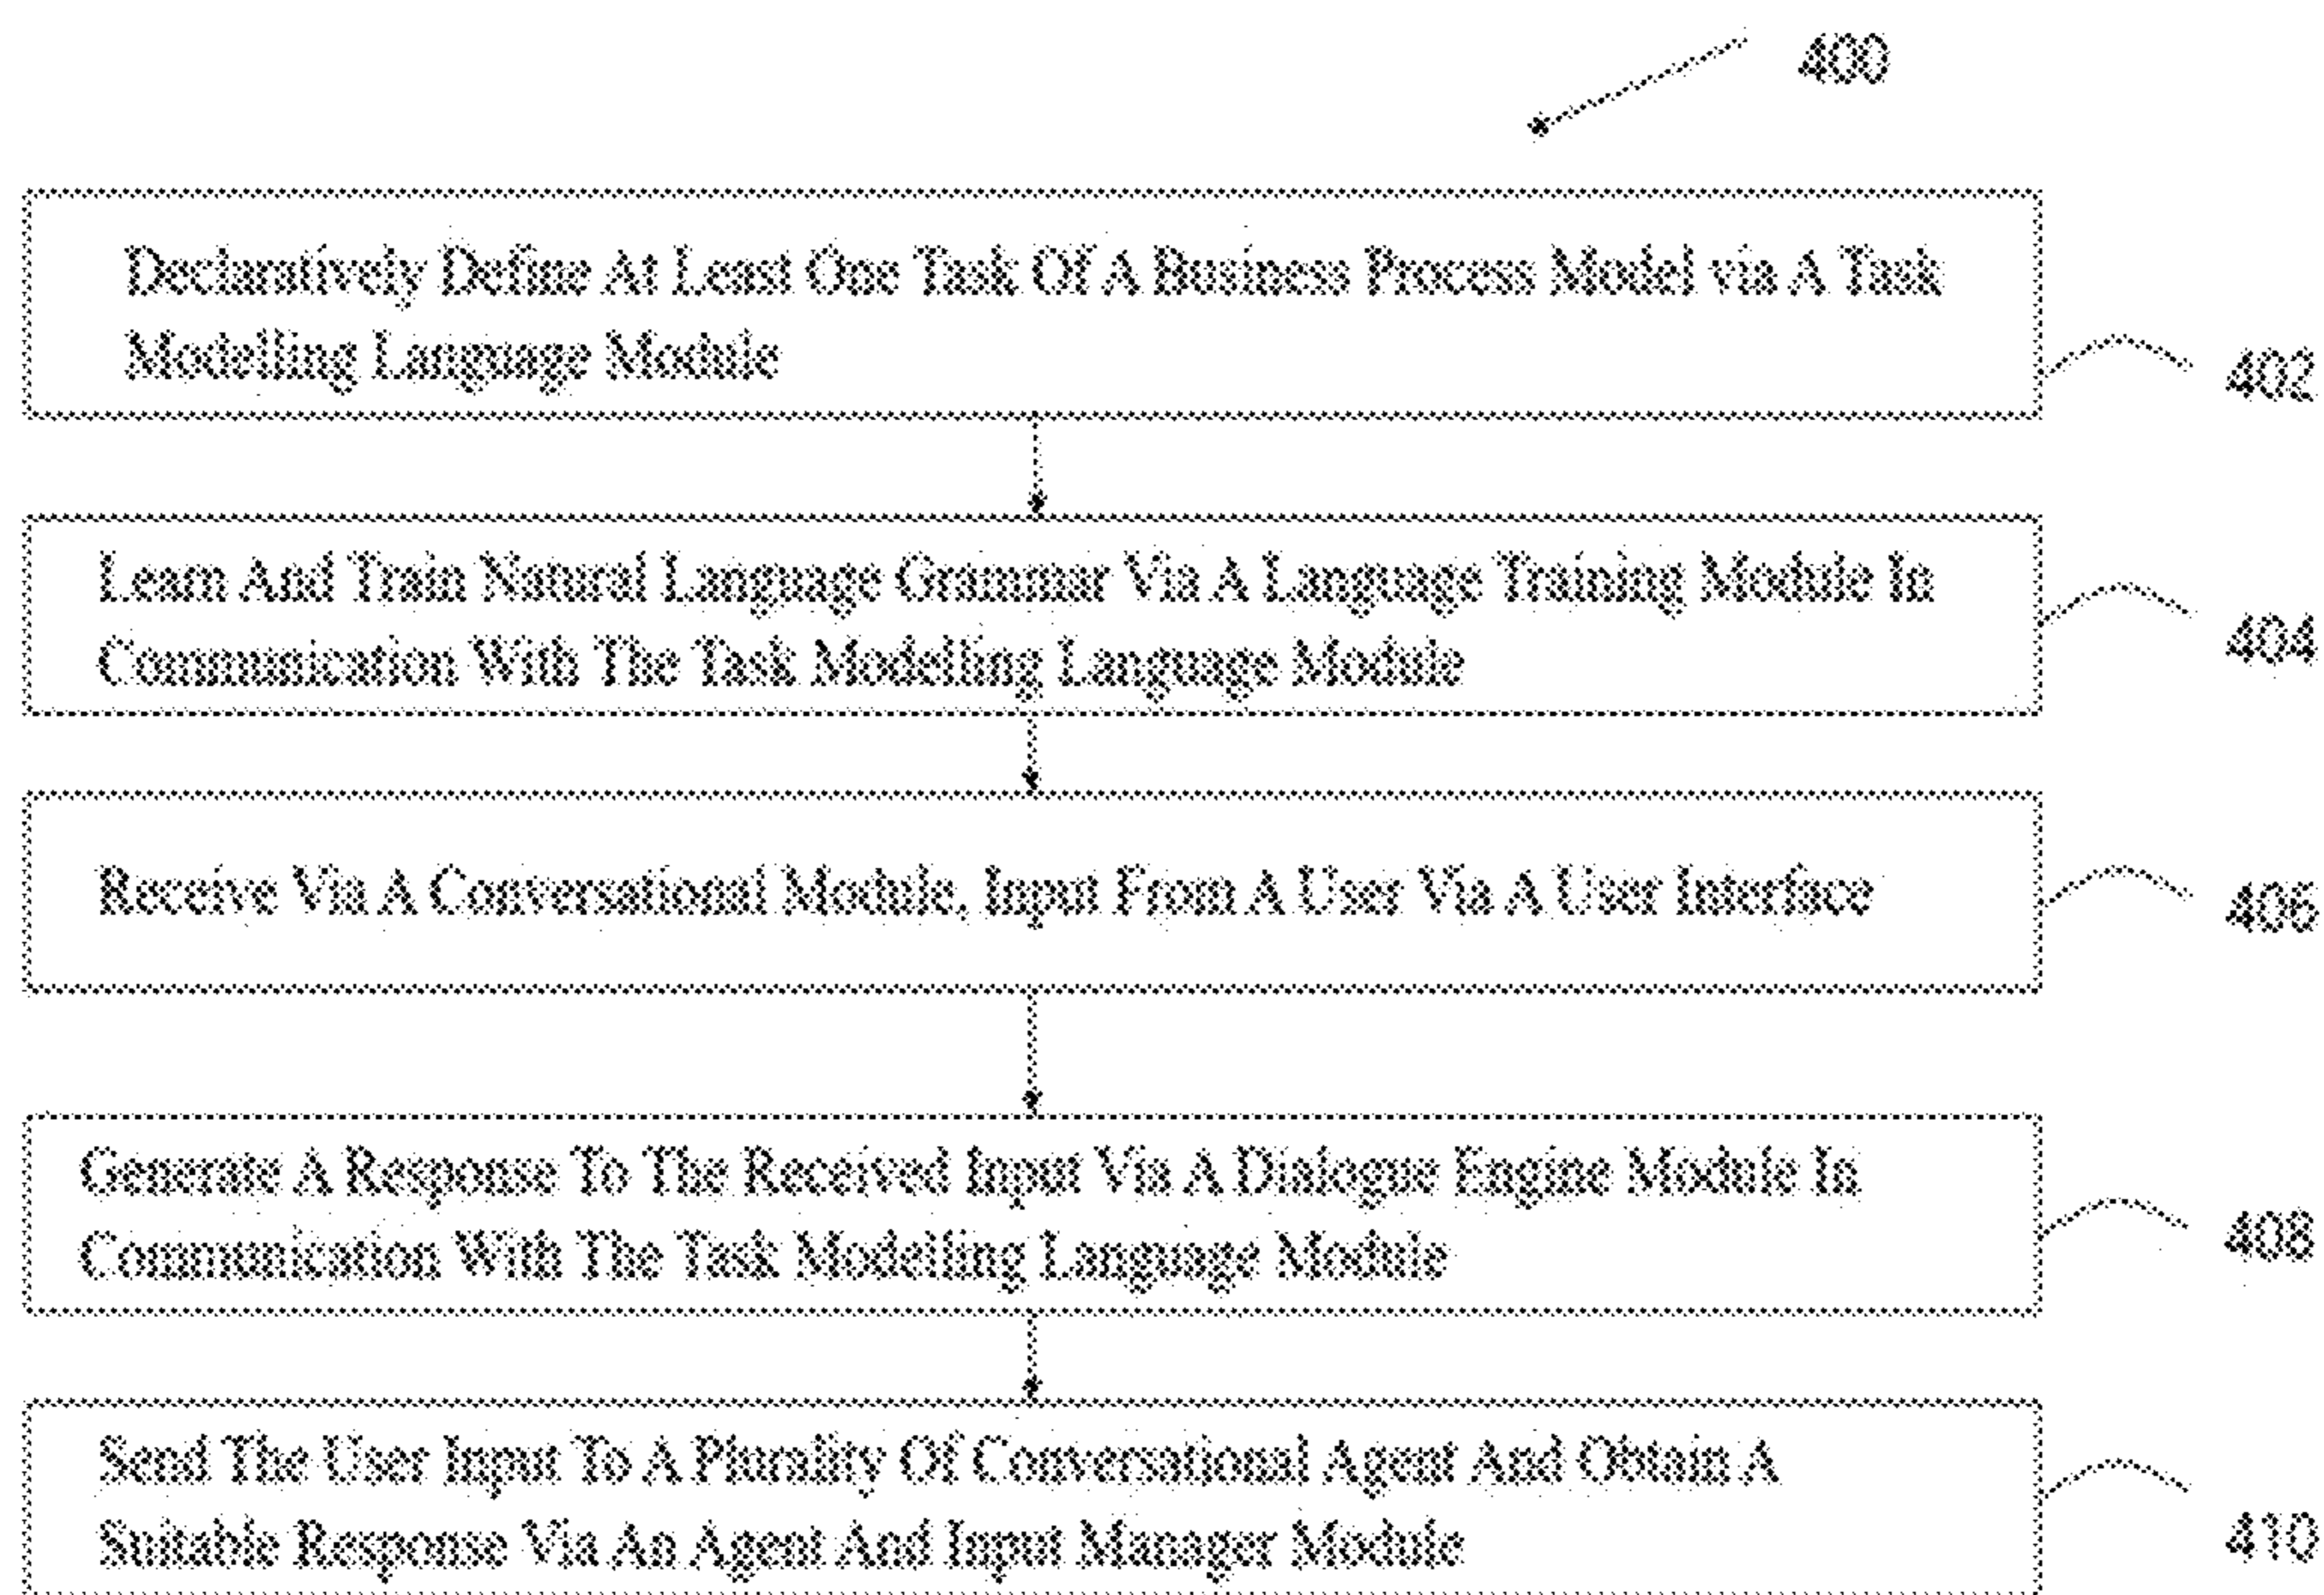 400
Declaratively Define At Least One Task Of A Business Process Model via A Task
Modelling Language Module
402
Learn And Train Natural Language Grammar Via A Language Training Module In
Communication With The Task Modelling Language Module
404
Receive Via A Conversational Module, Input From A User Via A User Interface
406
Generate A Response To The Received Input Via A Dialogue Engine Module In
Communication With The Task Modelling Language Module
408
Send The User Input To A Plurality Of Conversational Agent And Obtain A
Suitable Response Via An Agent And Input Manager Module
410